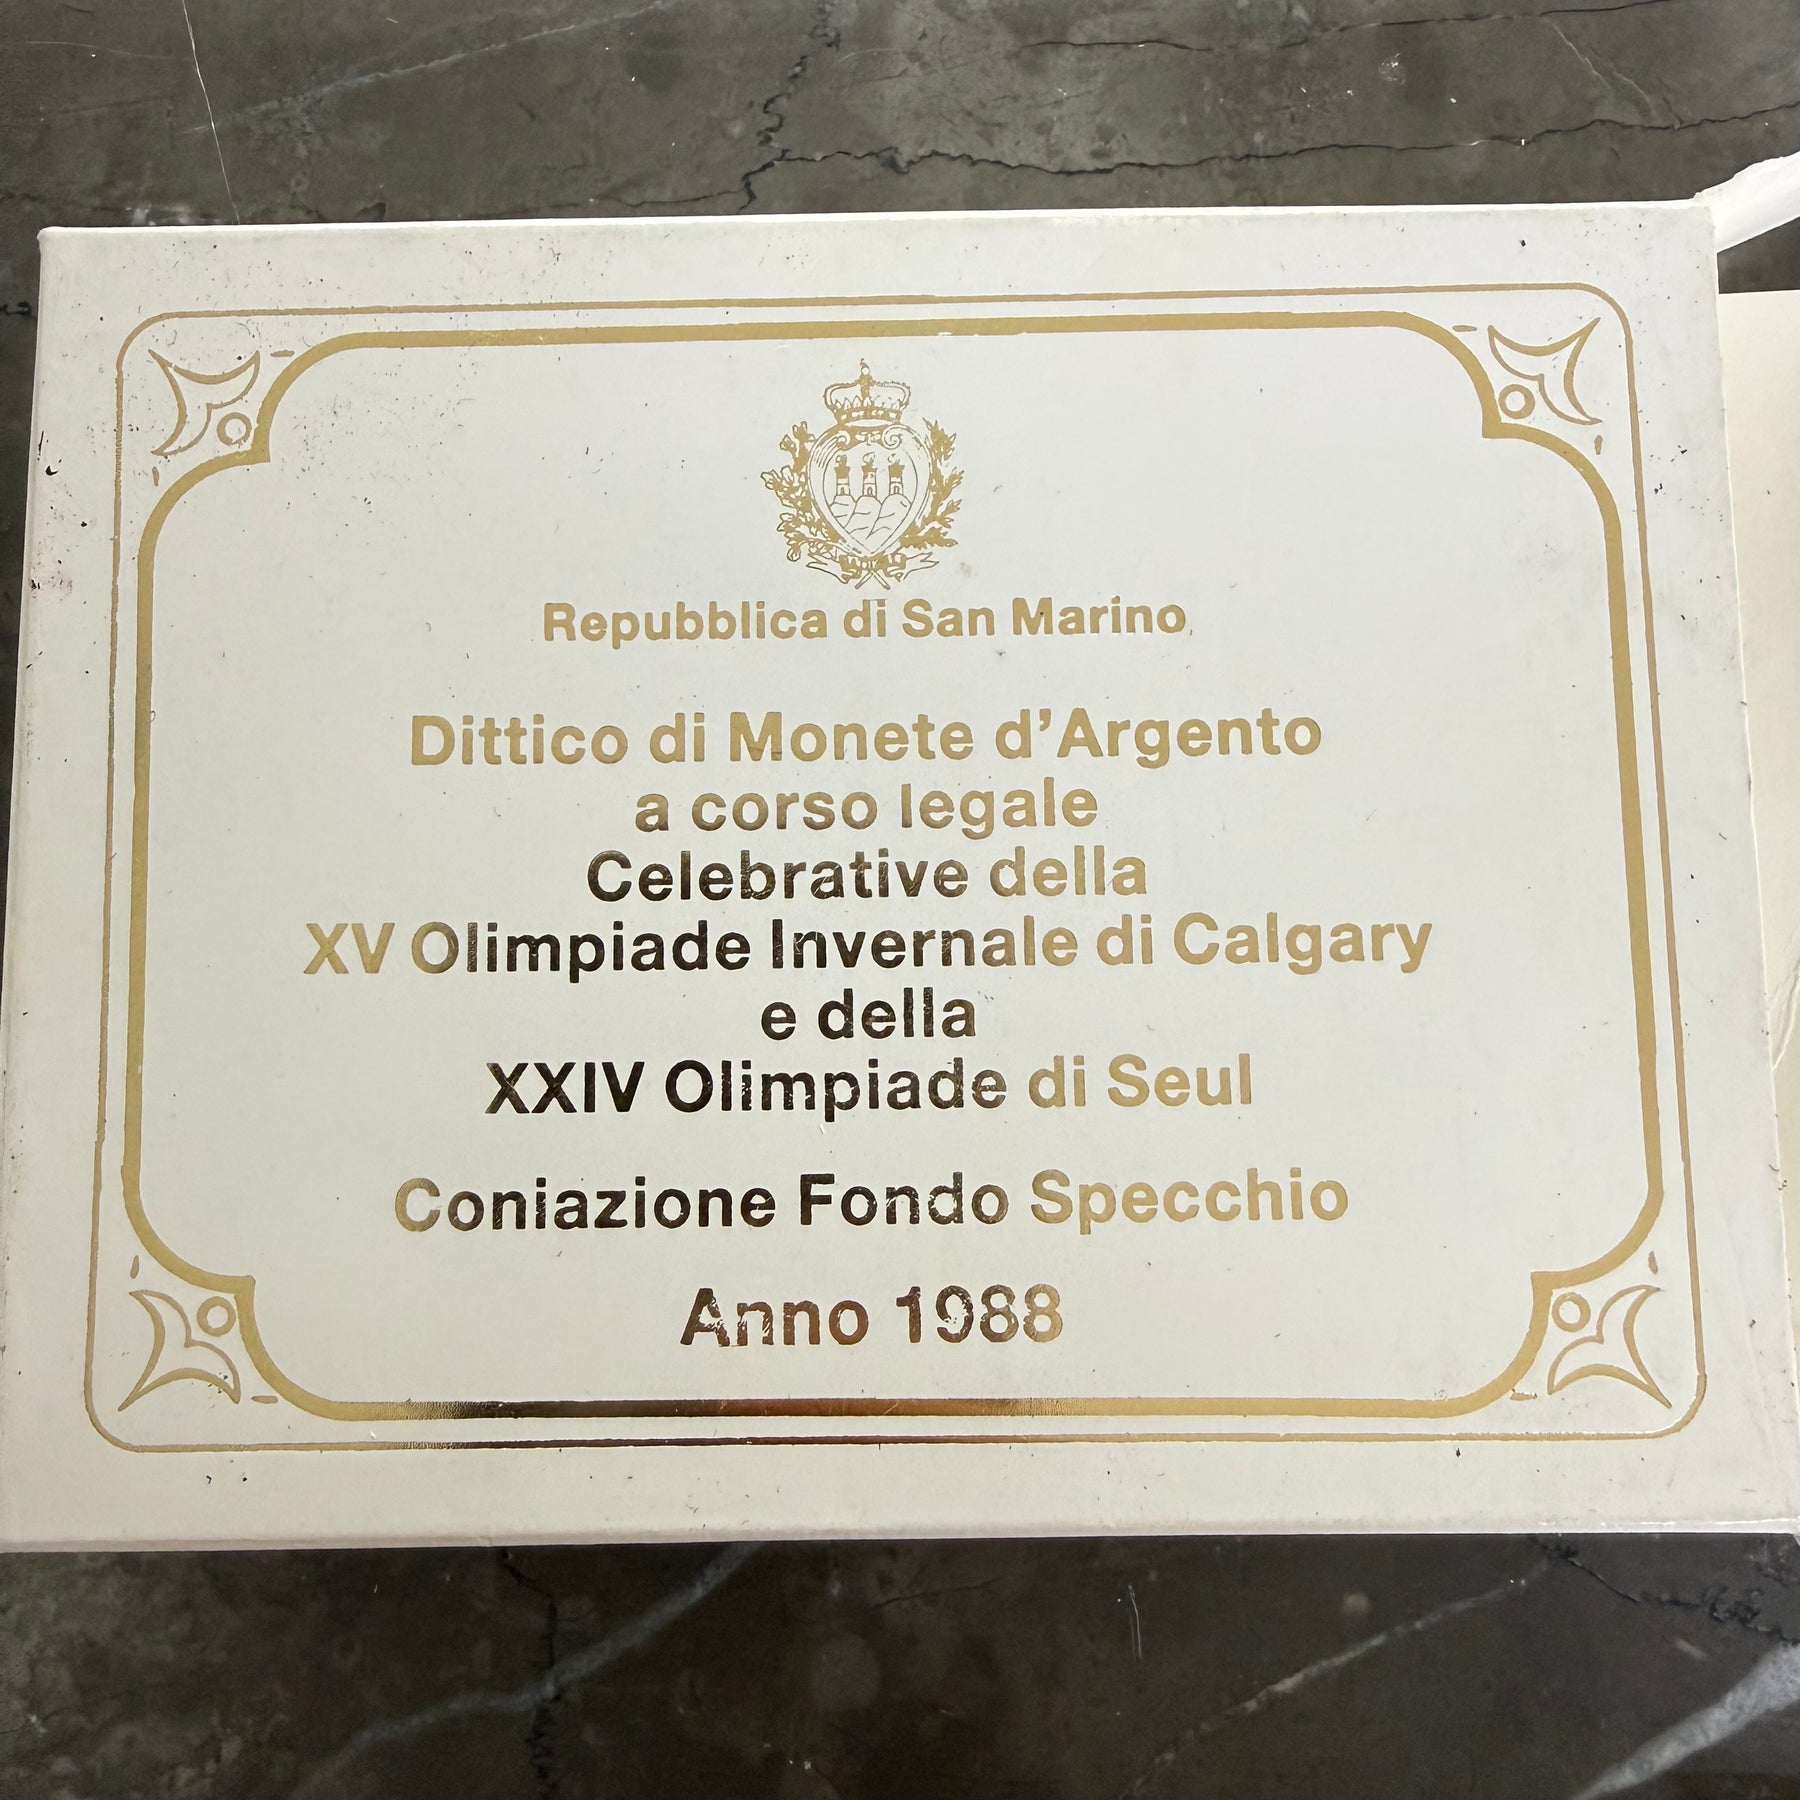 Repubblica di San Marino
Dittico di Monete d'Argento
a corso legale
Celebrative della
XV Olimpiade Invernale di Calgary
e della
XXIV Olimpiade di Seul
Coniazione Fondo Specchio
Anno 1988